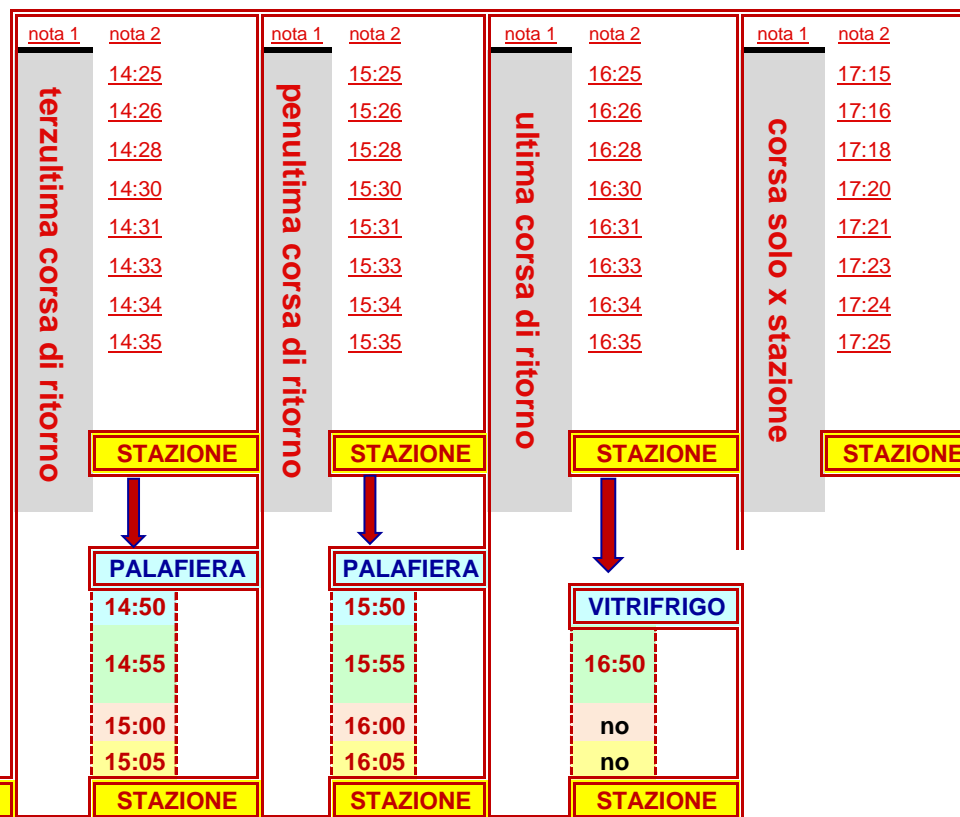 nota 1 nota 2 nota 1 nota 2 nota 1 nota 2 nota 1 nota 2
terzultima corsa di ritorno
penultima corsa di ritorno
ultima corsa di ritorno
corsa solo x stazione
14:25 15:25 16:25 17:15
14:26 15:26 16:26 17:16
14:28 15:28 16:28 17:18
14:30 15:30 16:30 17:20
14:31 15:31 16:31 17:21
14:33 15:33 16:33 17:23
14:34 15:34 16:34 17:24
14:35 15:35 16:35 17:25
STAZIONE STAZIONE STAZIONE STAZIONE
PALAFIERA PALAFIERA
14:50 15:50 VITRIFRIGO
14:55 15:55 16:50
15:00 16:00 no
15:05 16:05 no
STAZIONE STAZIONE STAZIONE